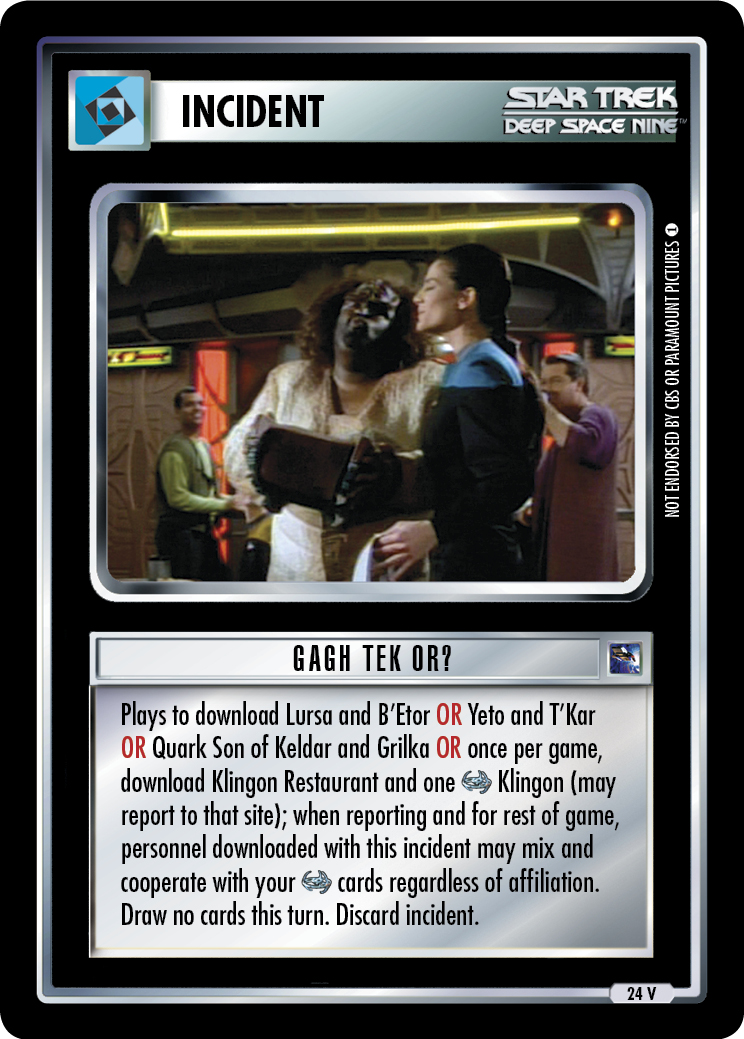 INCIDENT
STAR TREK
DEEP SPACE NINE™
NOT ENDORSED BY CBS OR PARAMOUNT PICTURES 1
GAGH TEK OR?
Plays to download Lursa and B'Etor OR Yeto and T'Kar
OR Quark Son of Keldar and Grilka OR once per game,
download Klingon Restaurant and one Klingon (may
report to that site); when reporting and for rest of game,
personnel downloaded with this incident may mix and
cooperate with your cards regardless of affiliation.
Draw no cards this turn. Discard incident.
24 V